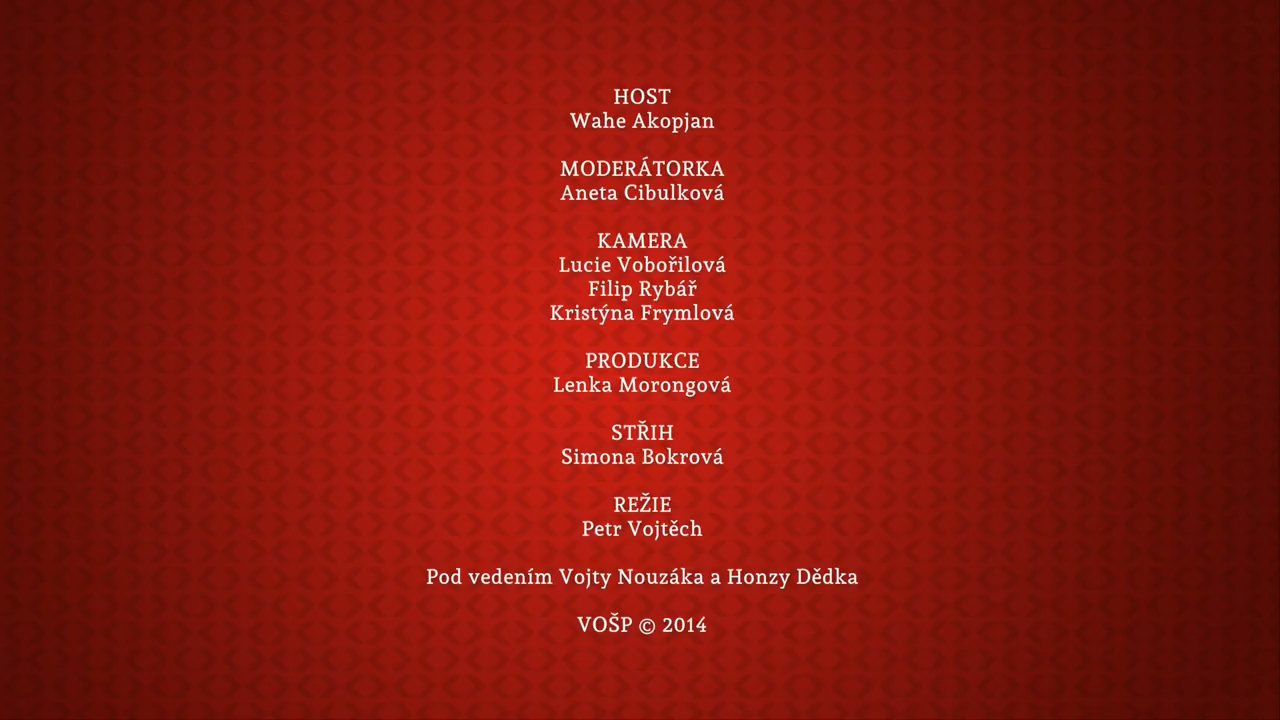 HOST
Wahe Akopjan
MODERÁTORKA
Aneta Cibulková
KAMERA
Lucie Vobořilová
Filip Rybář
Kristýna Frymlová
PRODUKCE
Lenka Morongová
STŘIH
Simona Bokrová
REŽIE
Petr Vojtěch
Pod vedením Vojty Nouzáka a Honzy Dědka
VOŠP © 2014